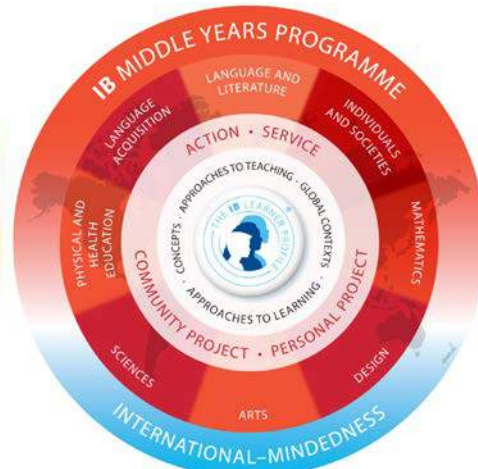 IB MIDDLE YEARS PROGRAMME
LANGUAGE AND
LITERATURE
LANGUAGE
ACQUISITION
INDIVIDUALS
AND SOCIETIES
PHYSICAL AND
HEALTH
EDUCATION
MATHEMATICS
SCIENCES
DESIGN
ARTS
ACTION • SERVICE
COMMUNITY PROJECT • PERSONAL PROJECT
CONCEPTS · APPROACHES TO TEACHING · GLOBAL CONTEXTS ·
· APPROACHES TO LEARNING ·
THE IB LEARNER PROFILE
INTERNATIONAL–MINDEDNESS